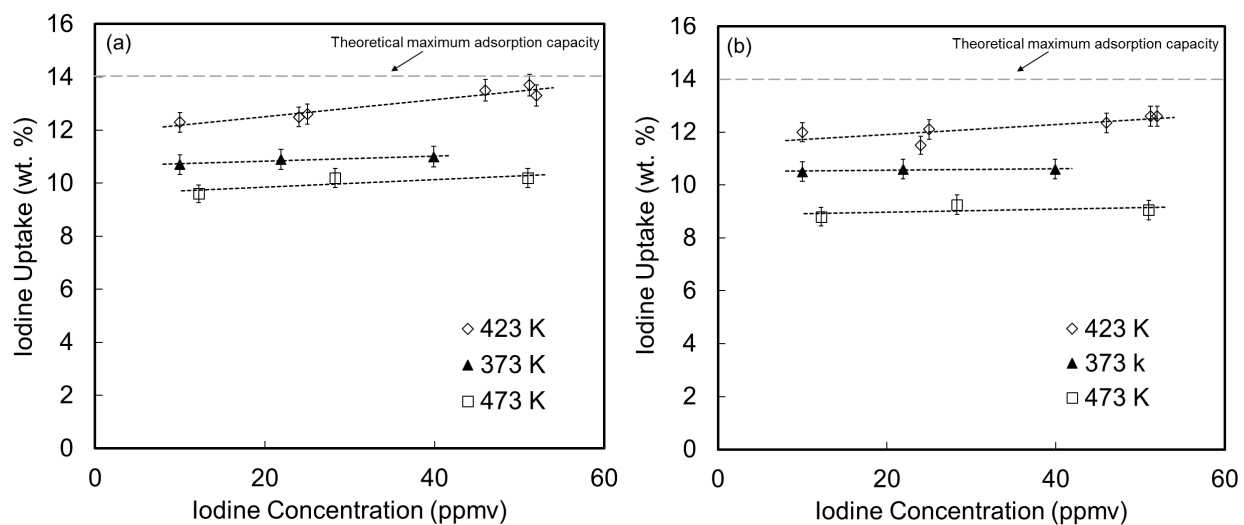 (a)
Theoretical maximum adsorption capacity
16
14
12
10
8
6
4
2
0
Iodine Uptake (wt. %)
423 K
373 K
473 K
0 20 40 60
Iodine Concentration (ppmv)
(b)
Theoretical maximum adsorption capacity
16
14
12
10
8
6
4
2
0
Iodine Uptake (wt. %)
423 K
373 k
473 K
0 20 40 60
Iodine Concentration (ppmv)